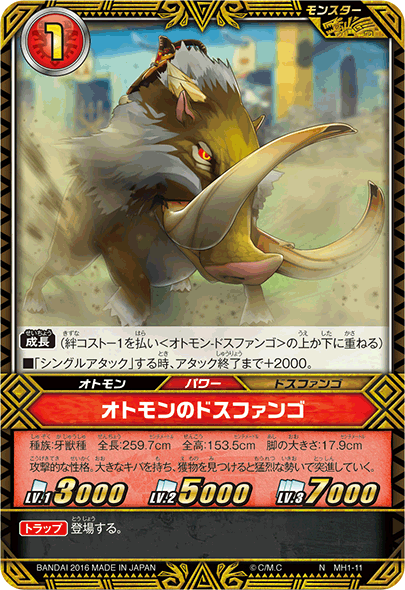 モンスター
1
成長 (絆コストー1を払い<オトモン・ドスファンゴ>の上か下に重ねる)
■「シングルアタック」する時、アタック終了まで+2000。
オトモン パワー ドスファンゴ
オトモンのドスファンゴ
種族:牙獣種 全長:259.7cm 全高:153.5cm 脚の大きさ:17.9cm
攻撃的な性格。大きなキバを持ち、獲物を見つけると猛烈な勢いで突進していく。
LV.1 3000 LV.2 5000 LV.3 7000
トラップ 登場する。
BANDAI 2016 MADE IN JAPAN ©C/M.C N MH1-11